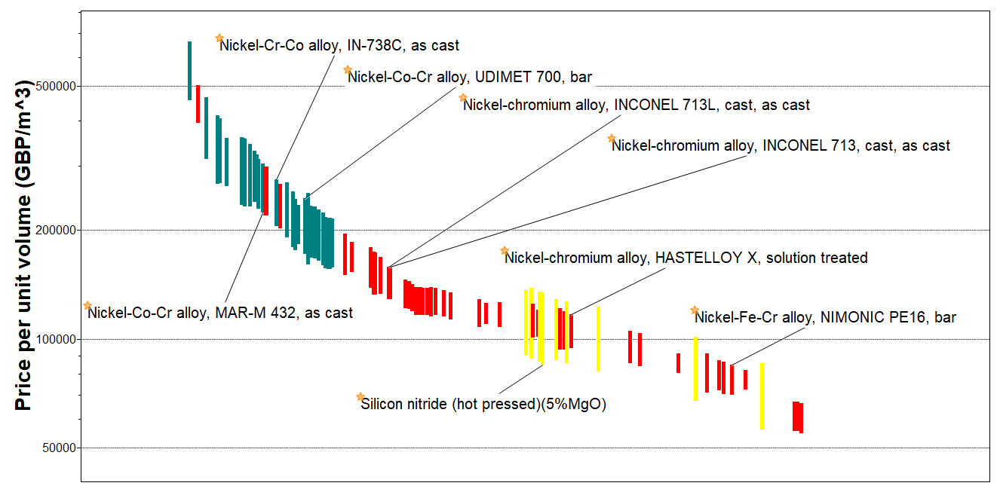 Price per unit volume (GBP/m^3)
500000
200000
100000
50000
Nickel-Cr-Co alloy, IN-738C, as cast
Nickel-Co-Cr alloy, UDIMET 700, bar
Nickel-chromium alloy, INCONEL 713L, cast, as cast
Nickel-chromium alloy, INCONEL 713, cast, as cast
Nickel-chromium alloy, HASTELLOY X, solution treated
Nickel-Co-Cr alloy, MAR-M 432, as cast
Nickel-Fe-Cr alloy, NIMONIC PE16, bar
Silicon nitride (hot pressed)(5%MgO)